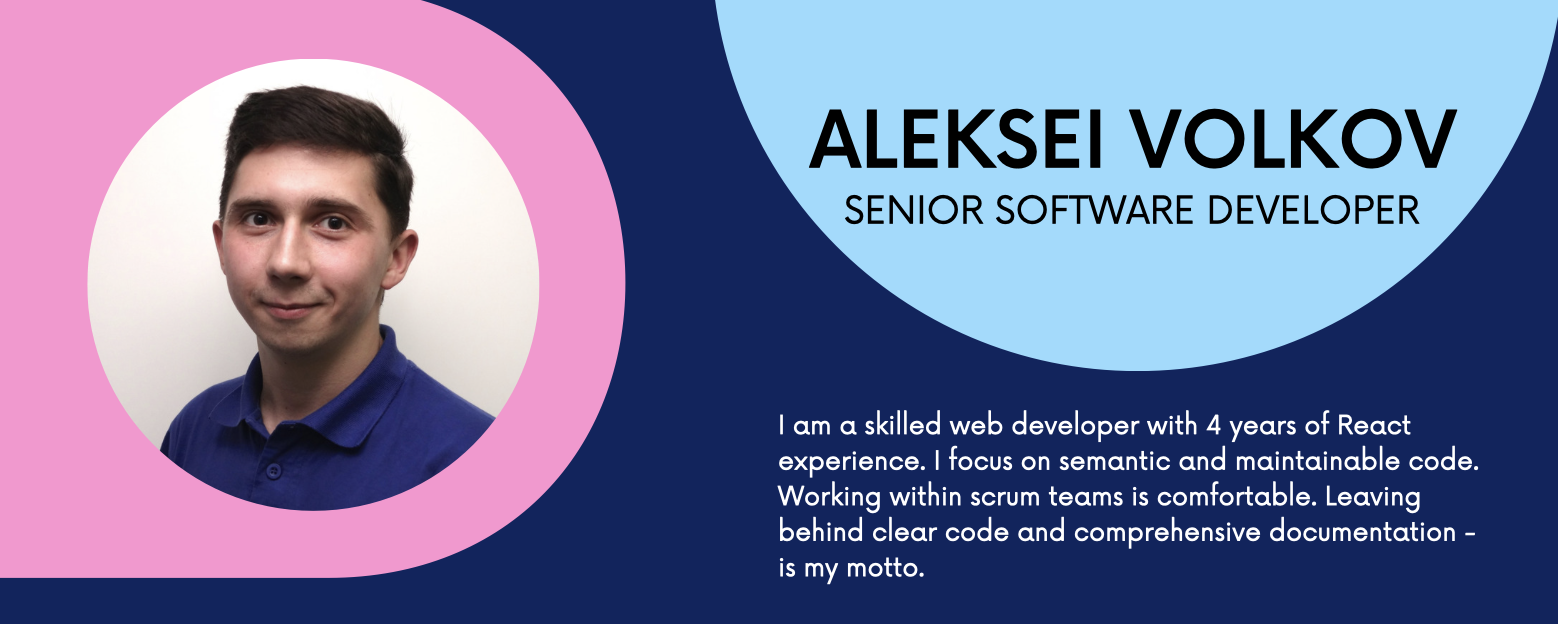 ALEKSEI VOLKOV
SENIOR SOFTWARE DEVELOPER
I am a skilled web developer with 4 years of React
experience. I focus on semantic and maintainable code.
Working within scrum teams is comfortable. Leaving
behind clear code and comprehensive documentation -
is my motto.